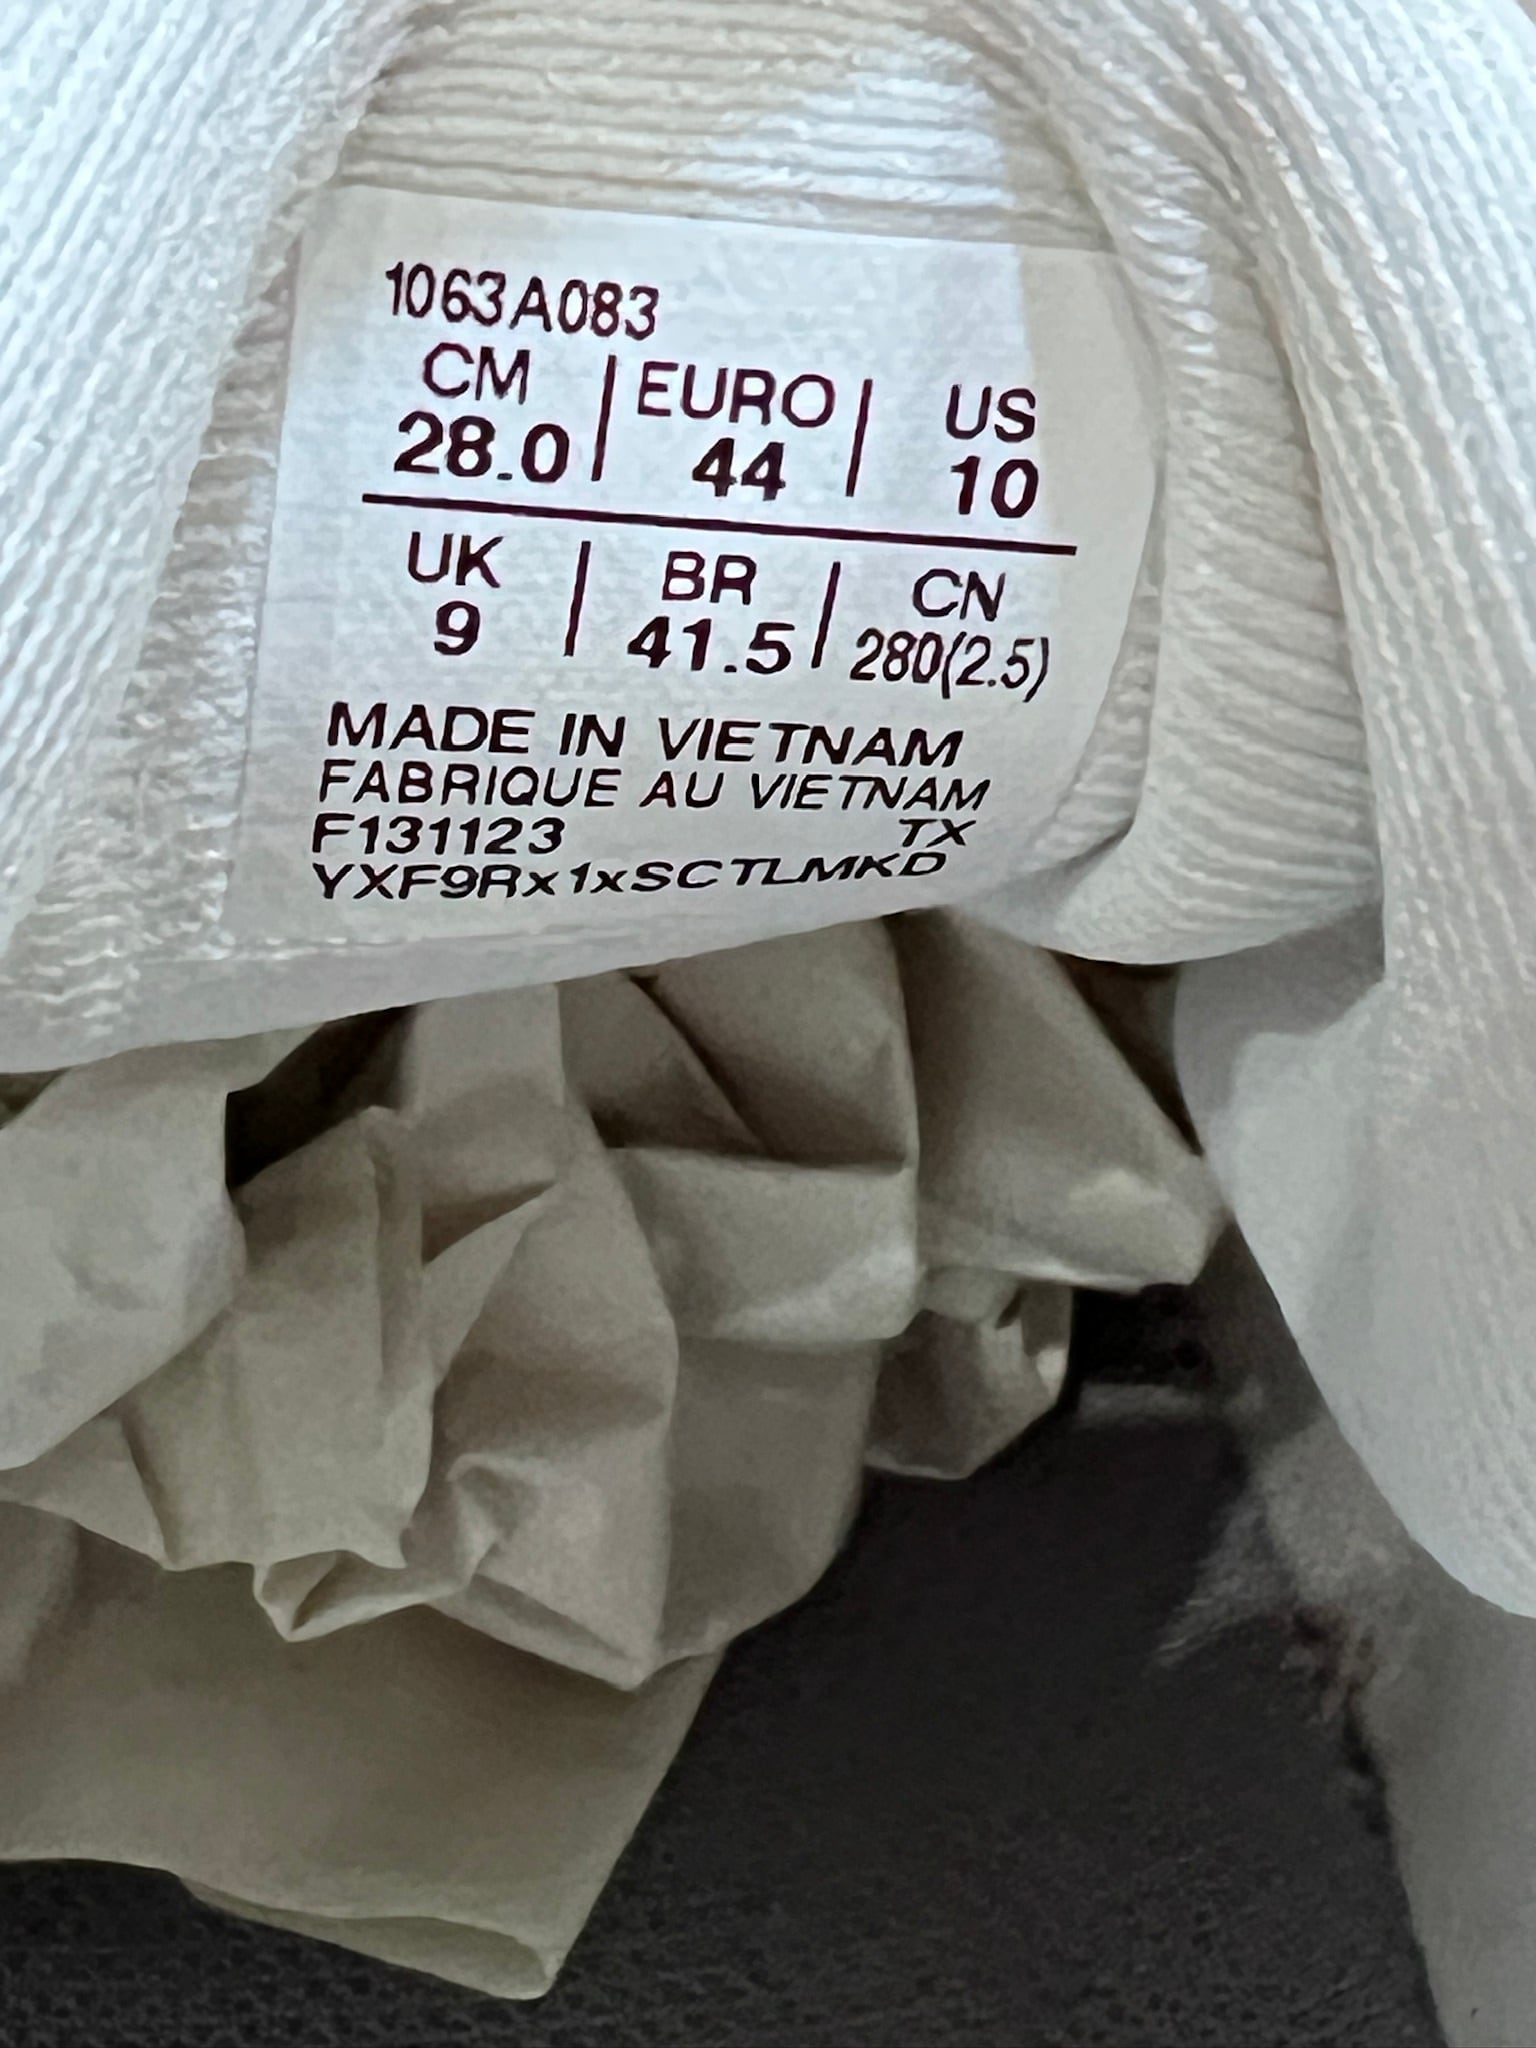 1063A083
CM | EURO | US
28.0 | 44 | 10
UK | BR | CN
9 | 41.5 | 280(2.5)
MADE IN VIETNAM
FABRIQUE AU VIETNAM
F131123 TX
YXF9Rx1xSCTLMKD